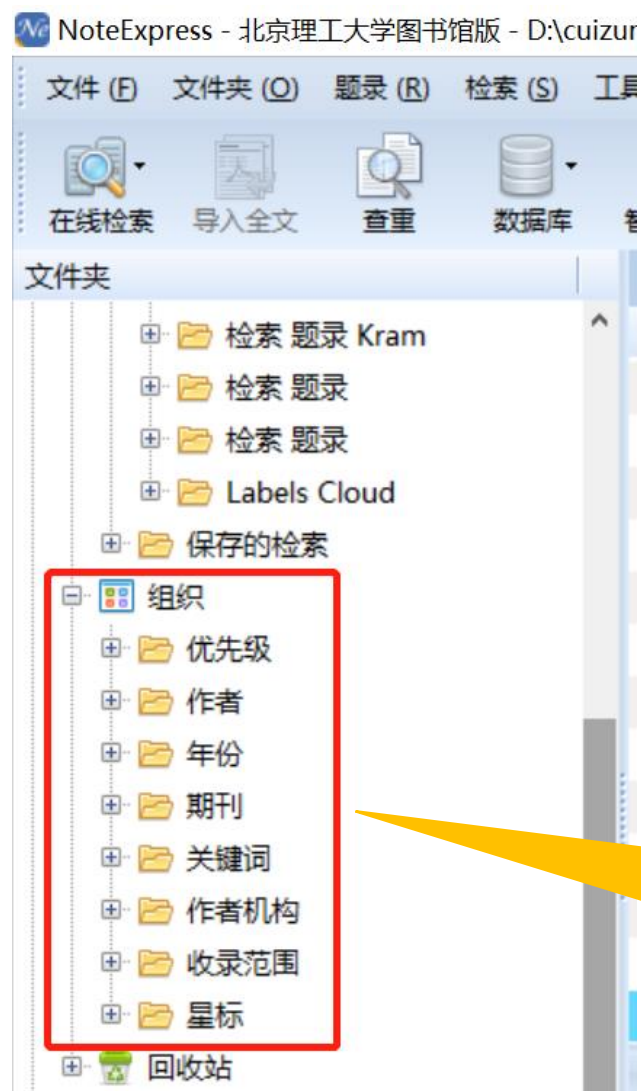 NoteExpress - 北京理工大学图书馆版 - D:\cuizur
文件 (F) 文件夹 (O) 题录 (R) 检索 (S) 工具
在线检索 导入全文 查重 数据库
文件夹
检索 题录 Kram
检索 题录
检索 题录
Labels Cloud
保存的检索
组织
优先级
作者
年份
期刊
关键词
作者机构
收录范围
星标
回收站